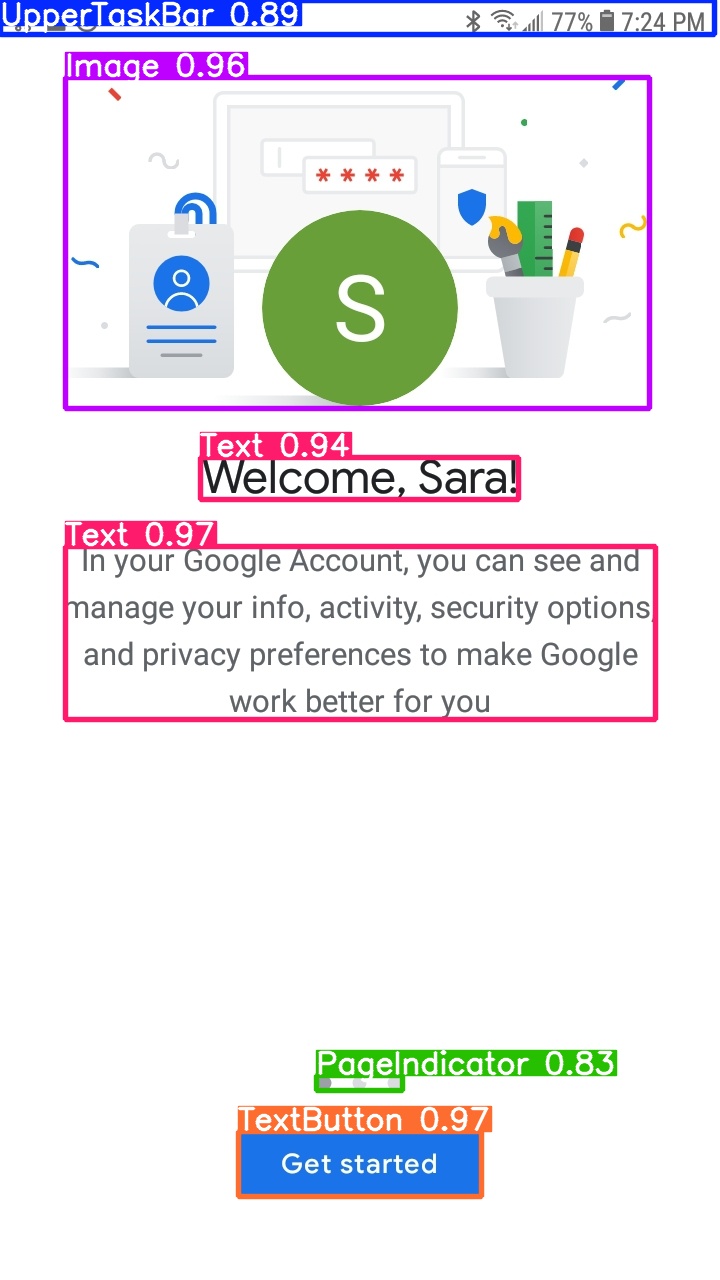 UpperTaskBar 0.89
77% 7:24 PM
Image 0.96
* * * *
S
Text 0.94
Welcome, Sara!
Text 0.97
In your Google Account, you can see and
manage your info, activity, security options,
and privacy preferences to make Google
work better for you
PageIndicator 0.83
TextButton 0.97
Get started